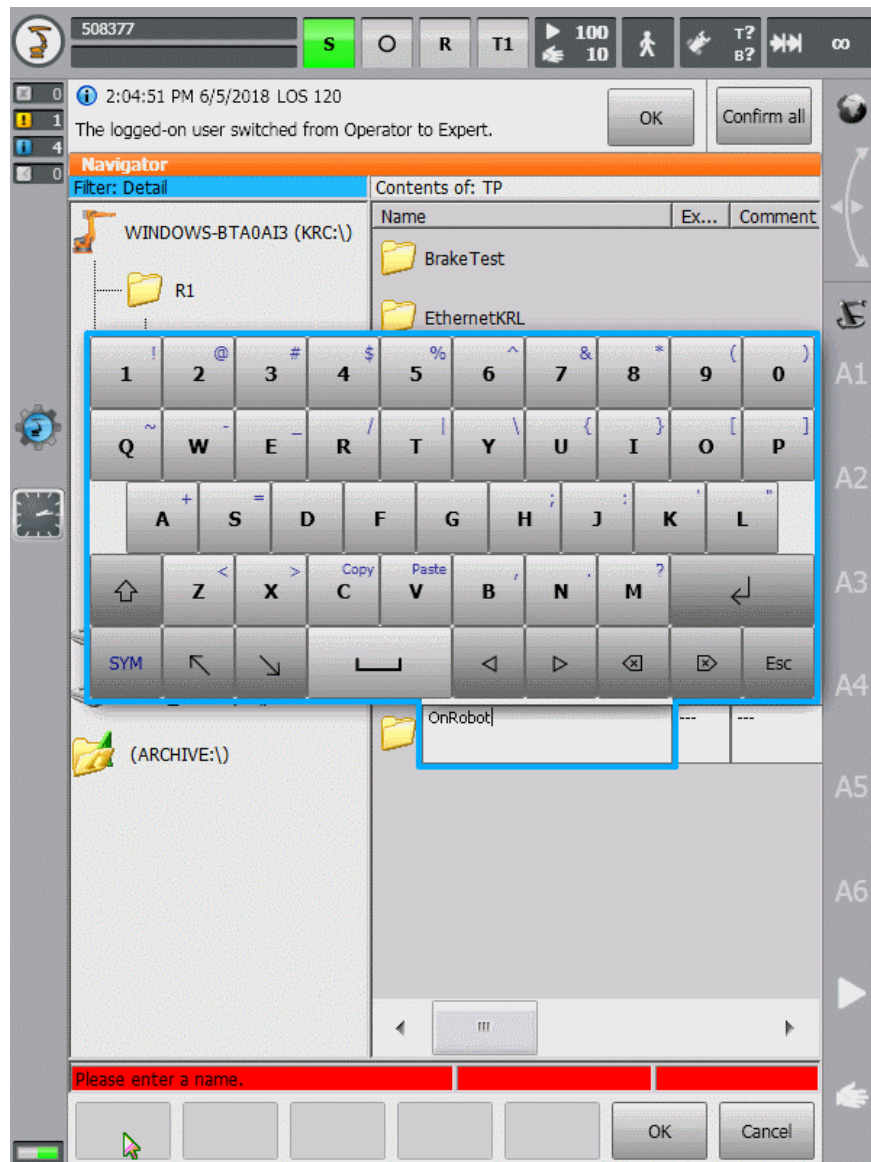 508377
S O R T1 100 10 T? B? ∞
0 2:04:51 PM 6/5/2018 LOS 120
1 The logged-on user switched from Operator to Expert. OK Confirm all
4
0 Navigator
Filter: Detail Contents of: TP
Name Ex... Comment
WINDOWS-BTA0AI3 (KRC:\)
BrakeTest
R1
EthernetKRL
! @ # $ % ^ & * ( )
1 2 3 4 5 6 7 8 9 0
A1
~ - _ / | \ { } [ ]
Q W E R T Y U I O P
A2
+ = ; : ' "
A S D F G H J K L
< > Copy Paste , . ?
Z X C V B N M
A3
SYM Esc
A4
OnRobot --- ---
(ARCHIVE:\)
A5
A6
Please enter a name.
OK Cancel